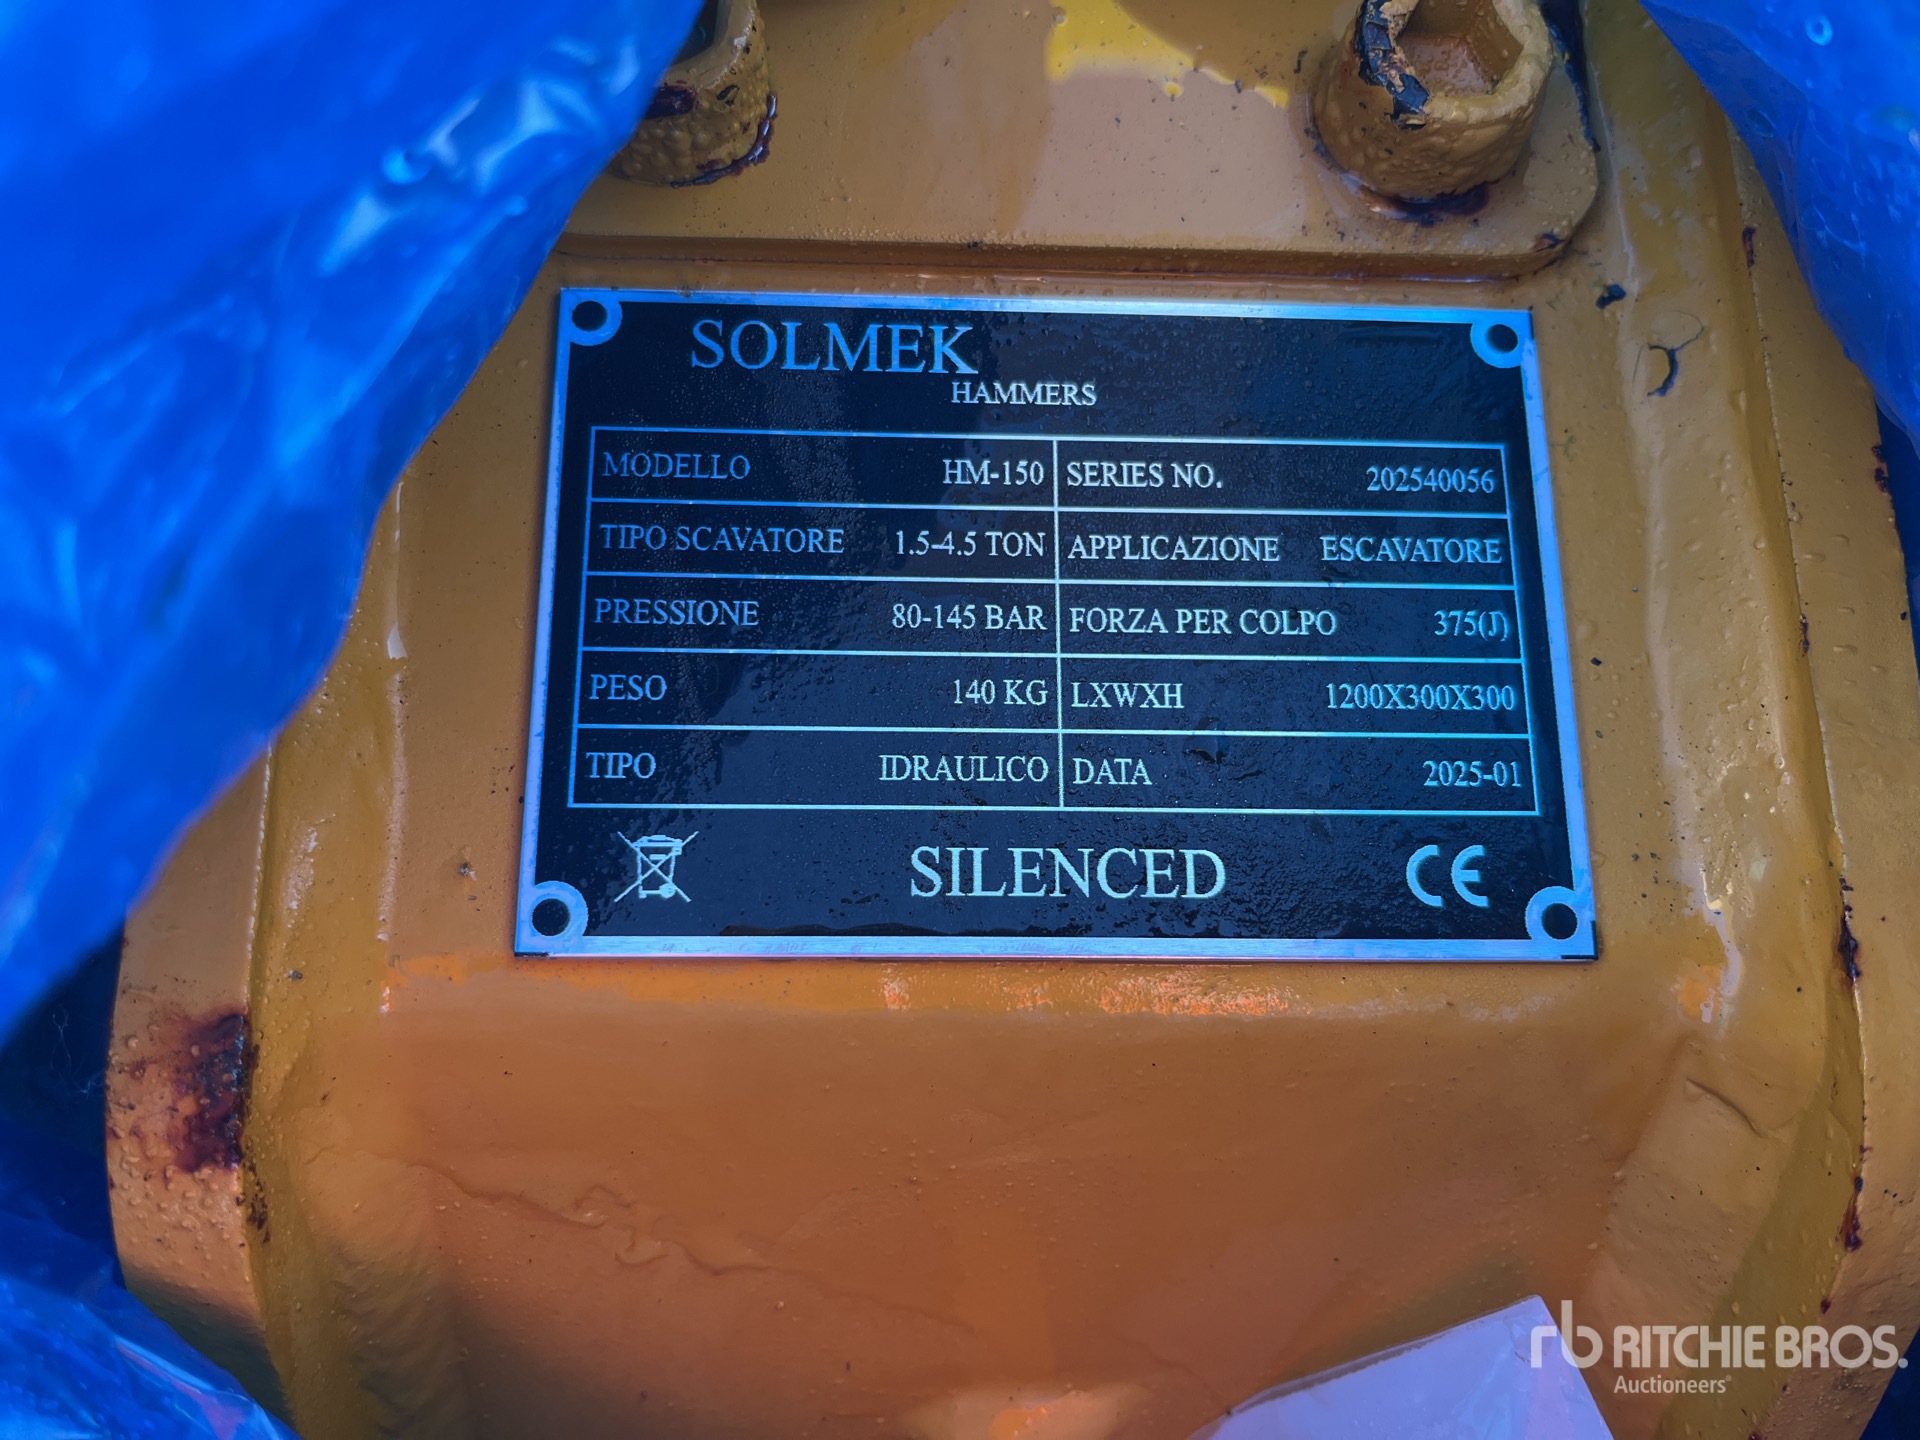 SOLMEK
HAMMERS
MODELLO HM-150 SERIES NO. 202540056
TIPO SCAVATORE 1.5-4.5 TON APPLICAZIONE ESCAVATORE
PRESSIONE 80-145 BAR FORZA PER COLPO 375(J)
PESO 140 KG LXWXH 1200X300X300
TIPO IDRAULICO DATA 2025-01
SILENCED CE
rb RITCHIE BROS.
Auctioneers